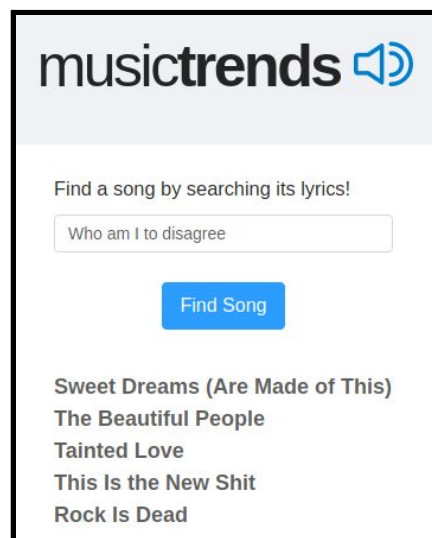 musictrends
Find a song by searching its lyrics!
Who am I to disagree
Find Song
Sweet Dreams (Are Made of This)
The Beautiful People
Tainted Love
This Is the New Shit
Rock Is Dead